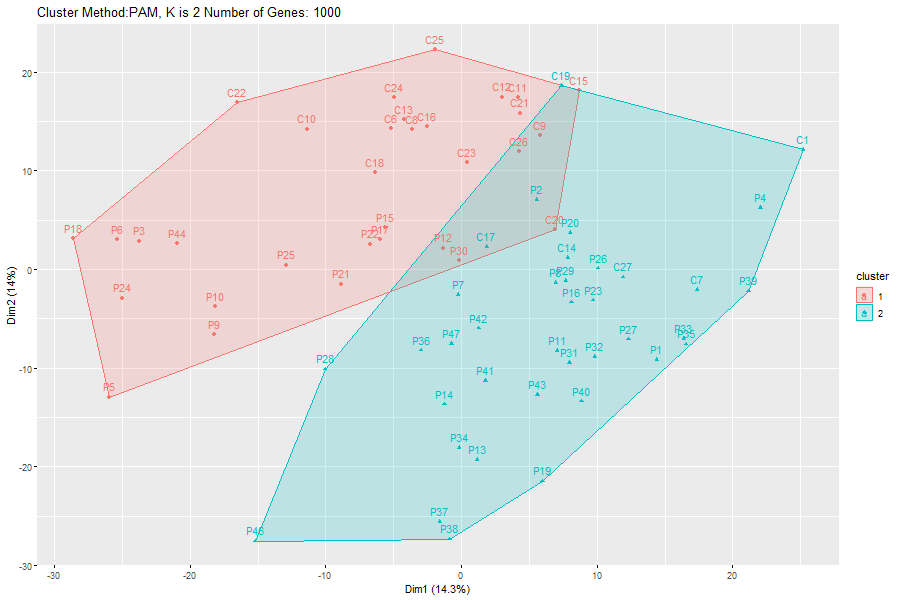 Cluster Method:PAM, K is 2 Number of Genes: 1000
C25
C19
C15
C24
C22
C12
C11
C21
C13
C10
C6
C8
C16
C9
C26
C1
C23
C18
P2
P4
P15
P18
P6
P3
P17
P44
P22
P12
C17
C20
P20
P30
C14
P25
P26
P21
P8
P29
C27
C7
P39
P24
P7
P16
P23
P10
P9
P42
P36
P47
P11
P31
P32
P27
P33
P35
P1
P28
P41
P5
P14
P43
P40
P34
P13
P19
P37
P38
P46
20
10
0
-10
-20
-30
-30
-20
-10
0
10
20
Dim1 (14.3%)
Dim2 (14%)
cluster
a 1
a 2